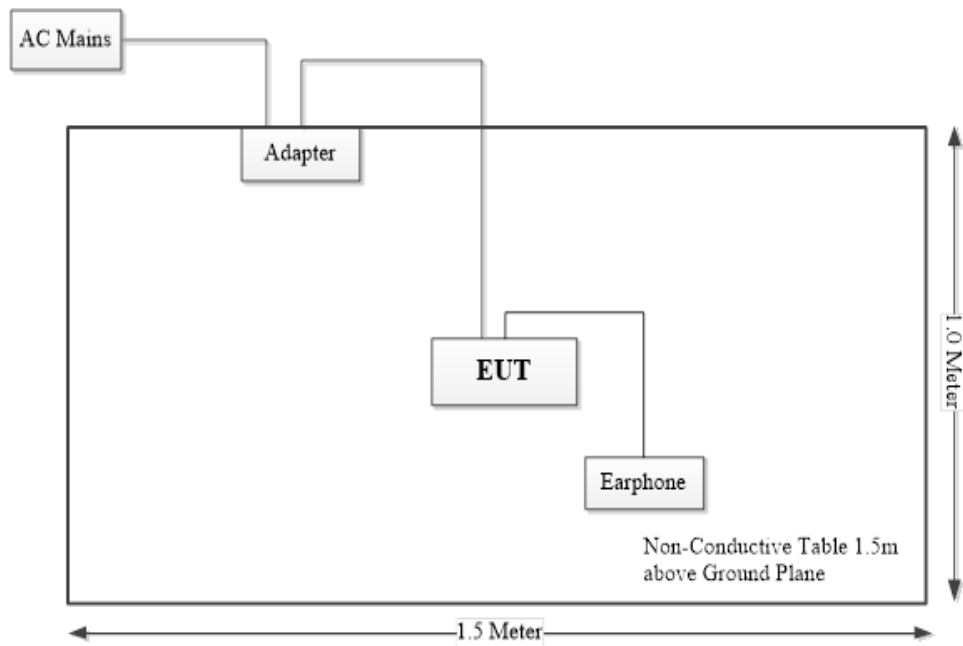 AC Mains
Adapter
EUT
Earphone
Non-Conductive Table 1.5m
above Ground Plane
1.0 Meter
1.5 Meter